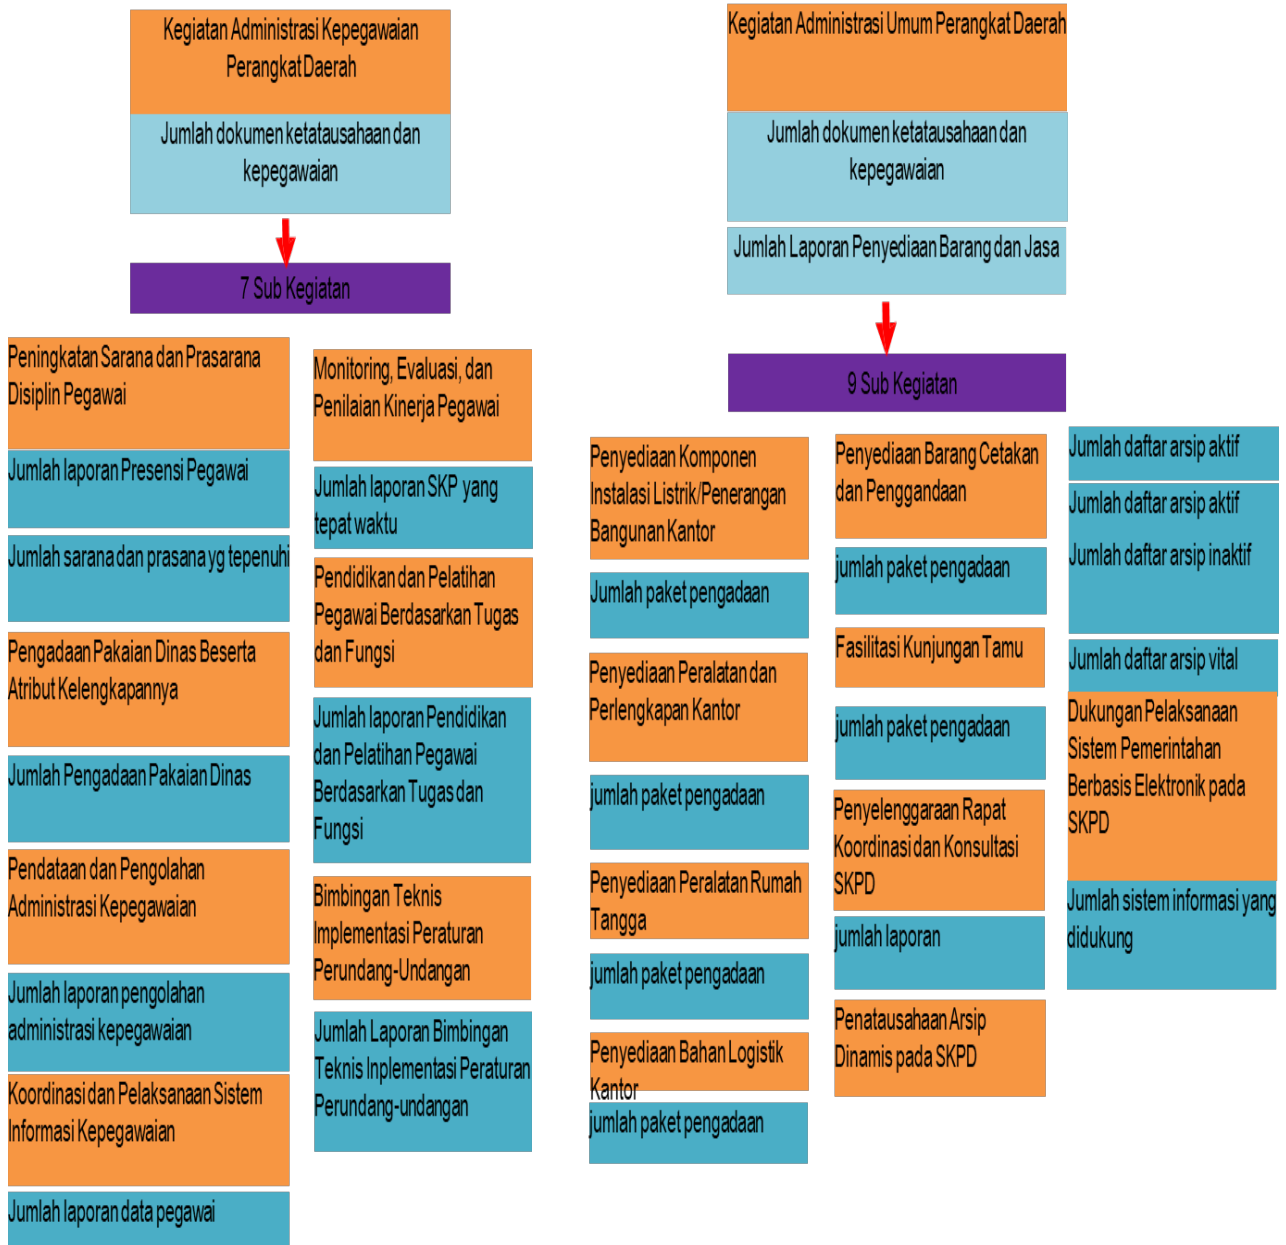 Kegiatan Administrasi Kepegawaian
Perangkat Daerah
Jumlah dokumen ketatausahaan dan
kepegawaian
7 Sub Kegiatan
Peningkatan Sarana dan Prasarana
Disiplin Pegawai
Jumlah laporan Presensi Pegawai
Jumlah sarana dan prasana yg tepenuhi
Pengadaan Pakaian Dinas Beserta
Atribut Kelengkapannya
Jumlah Pengadaan Pakaian Dinas
Pendataan dan Pengolahan
Administrasi Kepegawaian
Jumlah laporan pengolahan
administrasi kepegawaian
Koordinasi dan Pelaksanaan Sistem
Informasi Kepegawaian
Jumlah laporan data pegawai
Monitoring, Evaluasi, dan
Penilaian Kinerja Pegawai
Jumlah laporan SKP yang
tepat waktu
Pendidikan dan Pelatihan
Pegawai Berdasarkan Tugas
dan Fungsi
Jumlah laporan Pendidikan
dan Pelatihan Pegawai
Berdasarkan Tugas dan
Fungsi
Bimbingan Teknis
Implementasi Peraturan
Perundang-Undangan
Jumlah Laporan Bimbingan
Teknis Inplementasi Peraturan
Perundang-undangan
Kegiatan Administrasi Umum Perangkat Daerah
Jumlah dokumen ketatausahaan dan
kepegawaian
Jumlah Laporan Penyediaan Barang dan Jasa
9 Sub Kegiatan
Penyediaan Komponen
Instalasi Listrik/Penerangan
Bangunan Kantor
Jumlah paket pengadaan
Penyediaan Peralatan dan
Perlengkapan Kantor
jumlah paket pengadaan
Penyediaan Peralatan Rumah
Tangga
jumlah paket pengadaan
Penyediaan Bahan Logistik
Kantor
jumlah paket pengadaan
Penyediaan Barang Cetakan
dan Penggandaan
jumlah paket pengadaan
Fasilitasi Kunjungan Tamu
jumlah paket pengadaan
Penyelenggaraan Rapat
Koordinasi dan Konsultasi
SKPD
jumlah laporan
Penatausahaan Arsip
Dinamis pada SKPD
Jumlah daftar arsip aktif
Jumlah daftar arsip aktif
Jumlah daftar arsip inaktif
Jumlah daftar arsip vital
Dukungan Pelaksanaan
Sistem Pemerintahan
Berbasis Elektronik pada
SKPD
Jumlah sistem informasi yang
didukung